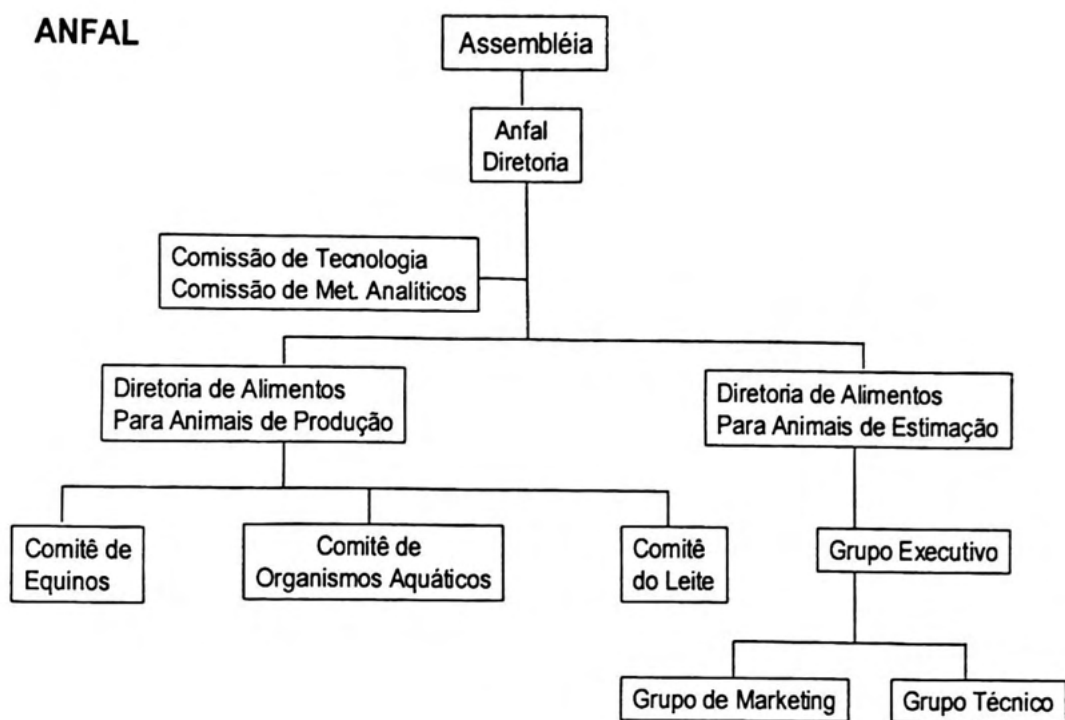 ANFAL
Assembléia
Anfal
Diretoria
Comissão de Tecnologia
Comissão de Met. Analíticos
Diretoria de Alimentos
Para Animais de Produção
Diretoria de Alimentos
Para Animais de Estimação
Comitê de
Equinos
Comitê de
Organismos Aquáticos
Comitê
do Leite
Grupo Executivo
Grupo de Marketing
Grupo Técnico